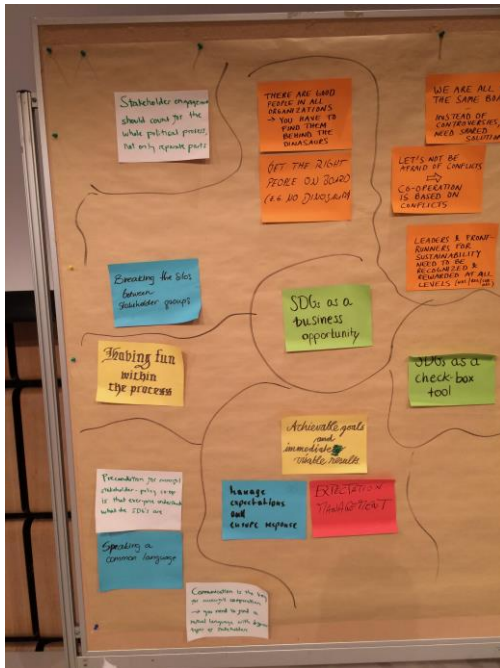 Stakeholder engagement
should count for the
whole political process,
not only separate parts
THERE ARE GOOD
PEOPLE IN ALL
ORGANIZATIONS
→ YOU HAVE TO
FIND THEM
BEHIND THE
DINASAURS
GET THE RIGHT
PEOPLE ON BOARD
(E.G. NO DINOSAUR)
WE ARE ALL
THE SAME BOA
INSTEAD OF
CONTROVERSIES,
NEED SHARED
SOLUTION
LET'S NOT BE
AFRAID OF CONFLICTS
⇨
CO-OPERATION
IS BASED ON
CONFLICTS
LEADERS & FRONT-
RUNNERS FOR
SUSTAINABILITY
NEED TO BE
RECOGNIZED &
REWARDED AT ALL
LEVELS
Breaking the silos
between
stakeholder groups
SDGs as a
business
opportunity
Having fun
within
the process
SDGs as a
check-box
tool
Achievable goals
and
immediate
visible results
Manage
expectations
and
ensure response
EXPECTATION
MANAGEMENT
Precondition for
stakeholder-policy
is that everyone understands
what the SDG's are
Speaking a
common language
Communication is the key
for
→ you need to find a
mutual language with different
types of stakeholders